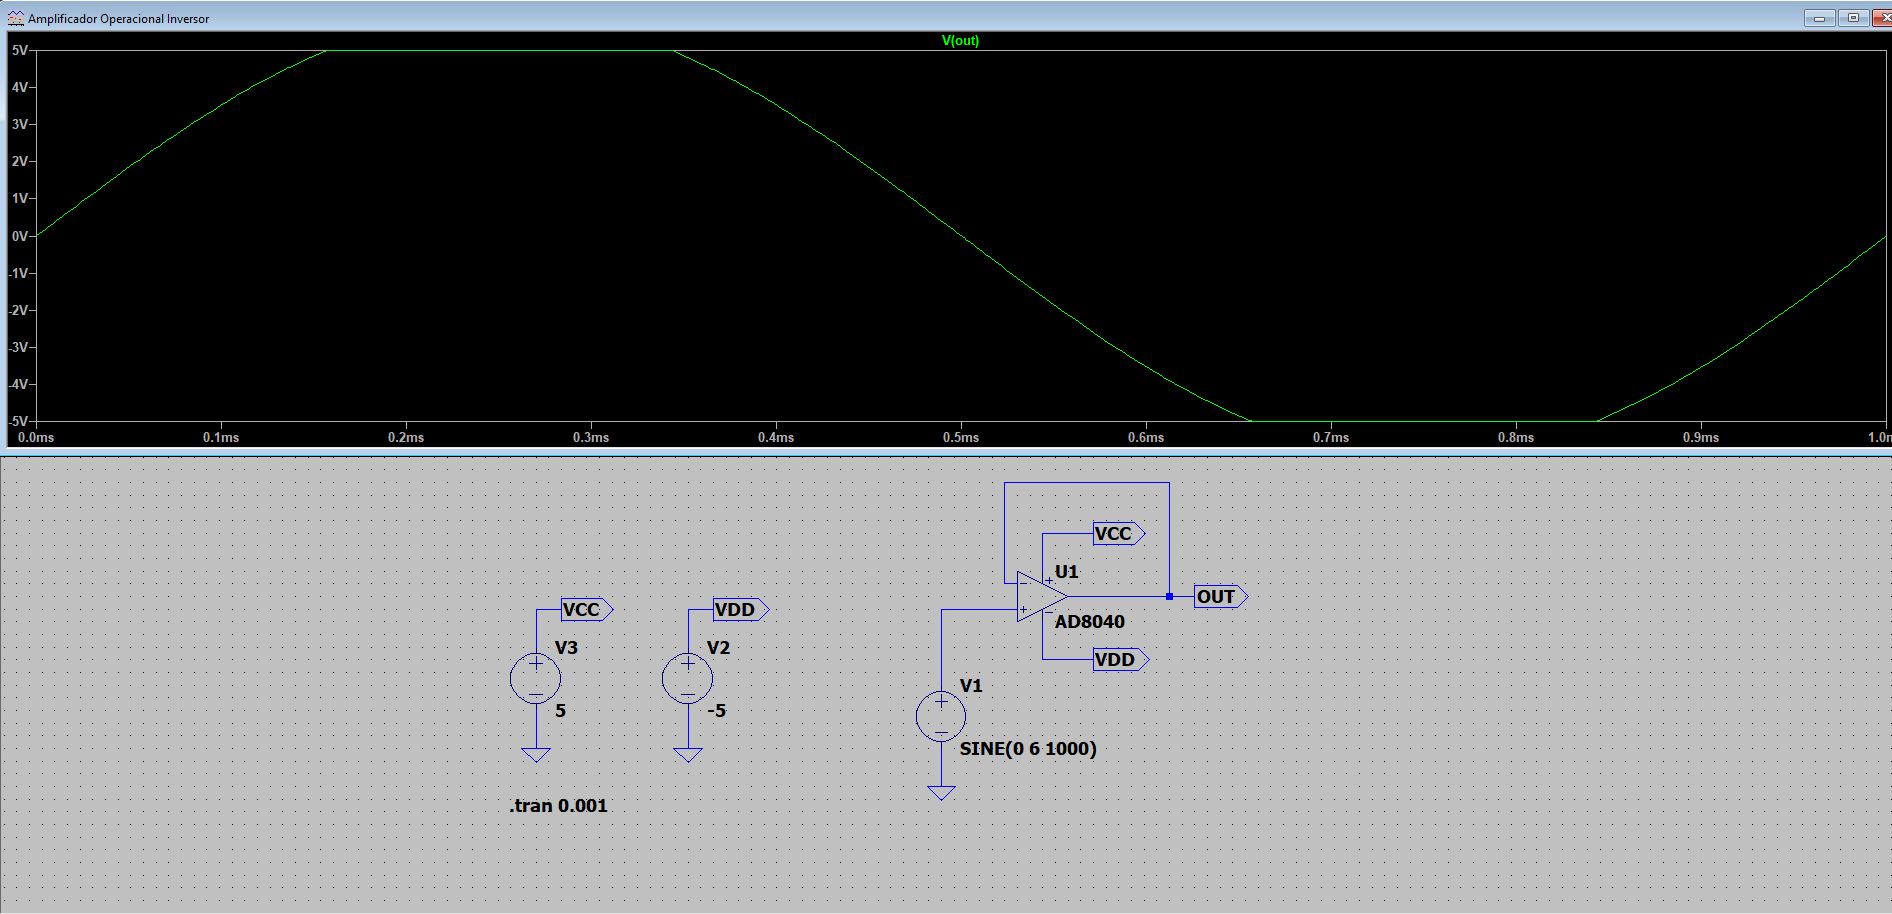 Amplificador Operacional Inversor
V(out)
5V
4V
3V
2V
1V
0V
-1V
-2V
-3V
-4V
-5V
0.0ms 0.1ms 0.2ms 0.3ms 0.4ms 0.5ms 0.6ms 0.7ms 0.8ms 0.9ms 1.0m
VCC
+ U1
-
+
-
OUT
AD8040
VDD
VCC
V3
+
-
5
VDD
V2
+
-
-5
V1
+
-
SINE(0 6 1000)
.tran 0.001